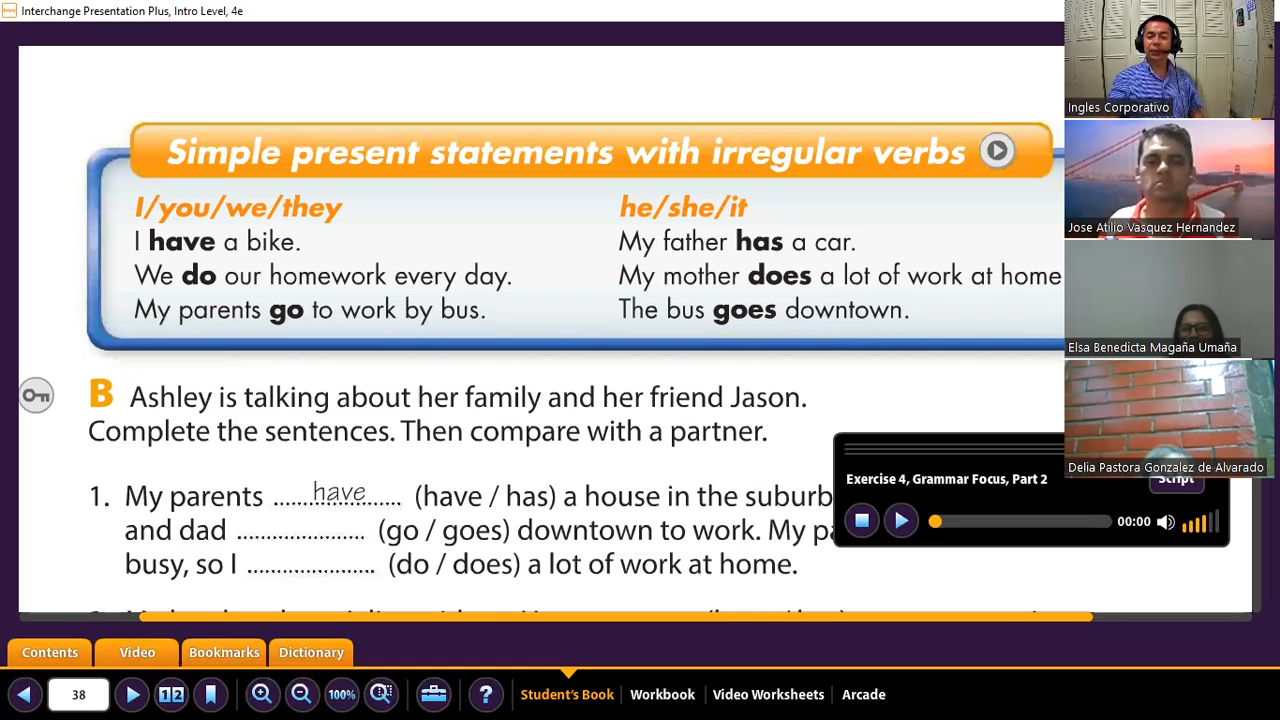 Interchange Presentation Plus, Intro Level, 4e
Simple present statements with irregular verbs
I/you/we/they
I have a bike.
We do our homework every day.
My parents go to work by bus.
he/she/it
My father has a car.
My mother does a lot of work at home
The bus goes downtown.
B Ashley is talking about her family and her friend Jason.
Complete the sentences. Then compare with a partner.
1. My parents have (have / has) a house in the suburb
and dad .................... (go / goes) downtown to work. My pa
busy, so I .................... (do / does) a lot of work at home.
Exercise 4, Grammar Focus, Part 2
Script
00:00
Ingles Corporativo
Jose Atilio Vasquez Hernandez
Elsa Benedicta Magaña Umaña
Delia Pastora Gonzalez de Alvarado
Contents Video Bookmarks Dictionary
38 1 2 100% ? Student's Book Workbook Video Worksheets Arcade